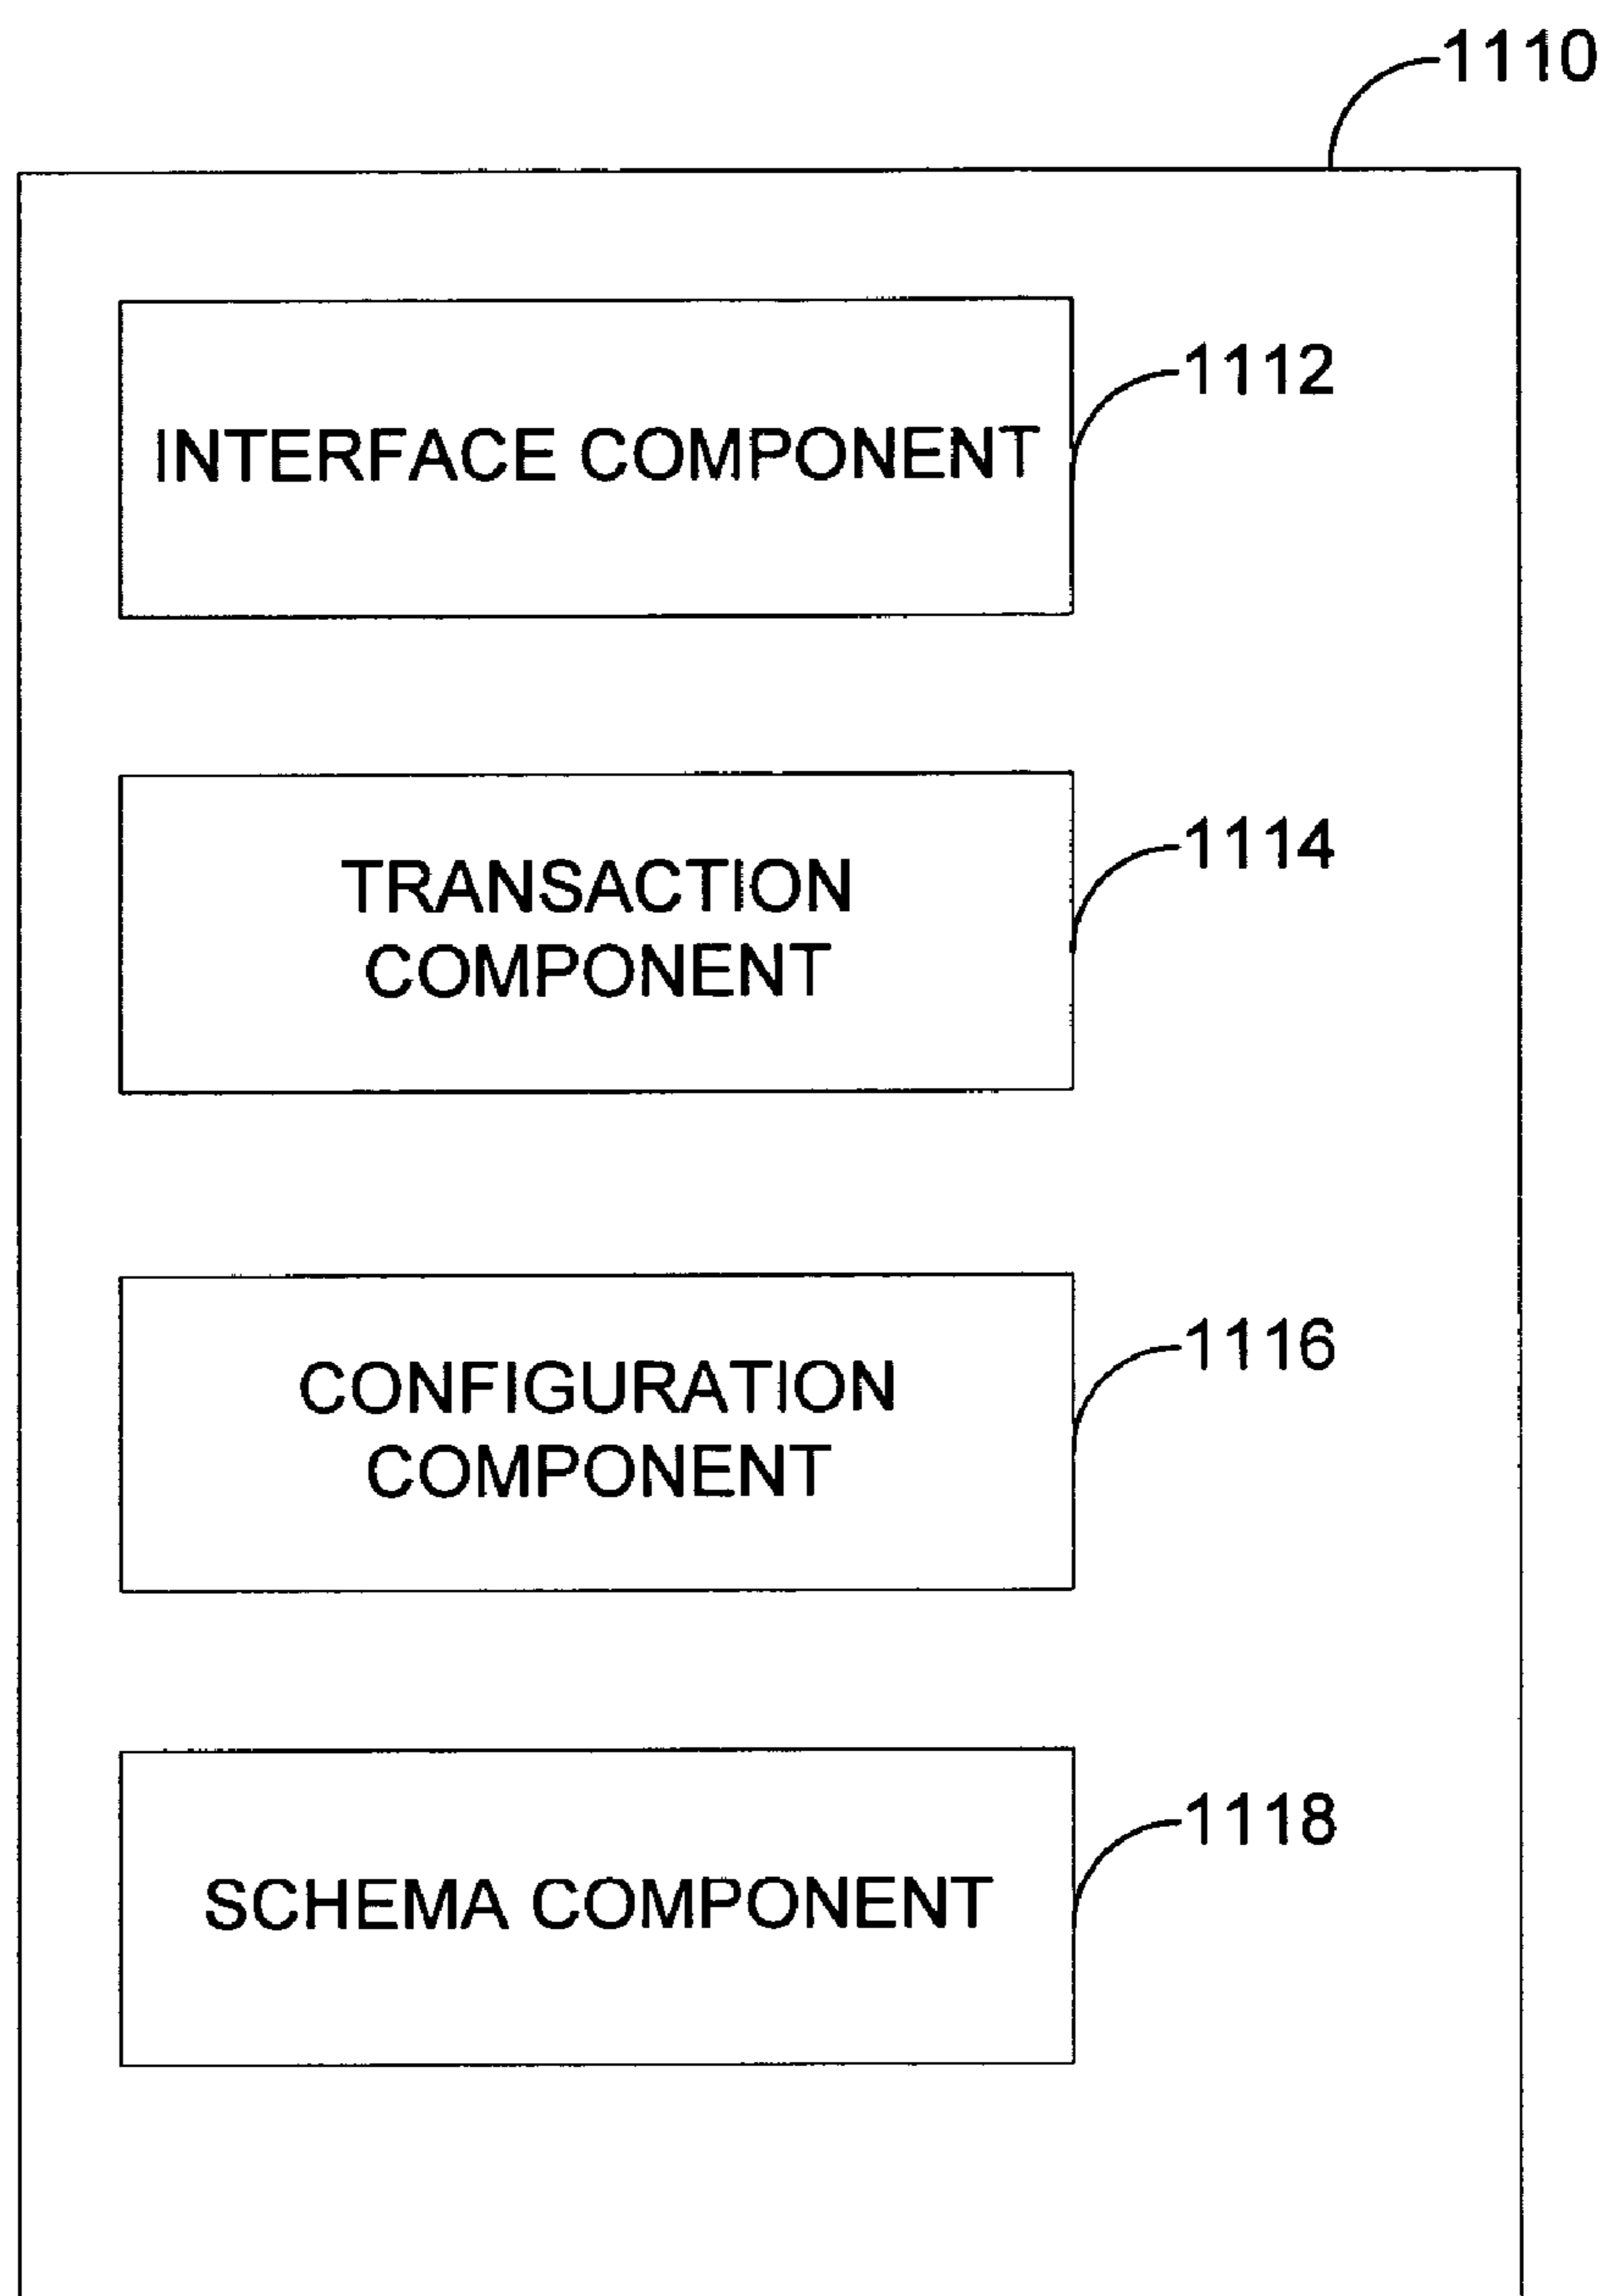 1110
1112
INTERFACE COMPONENT
1114
TRANSACTION
COMPONENT
1116
CONFIGURATION
COMPONENT
1118
SCHEMA COMPONENT